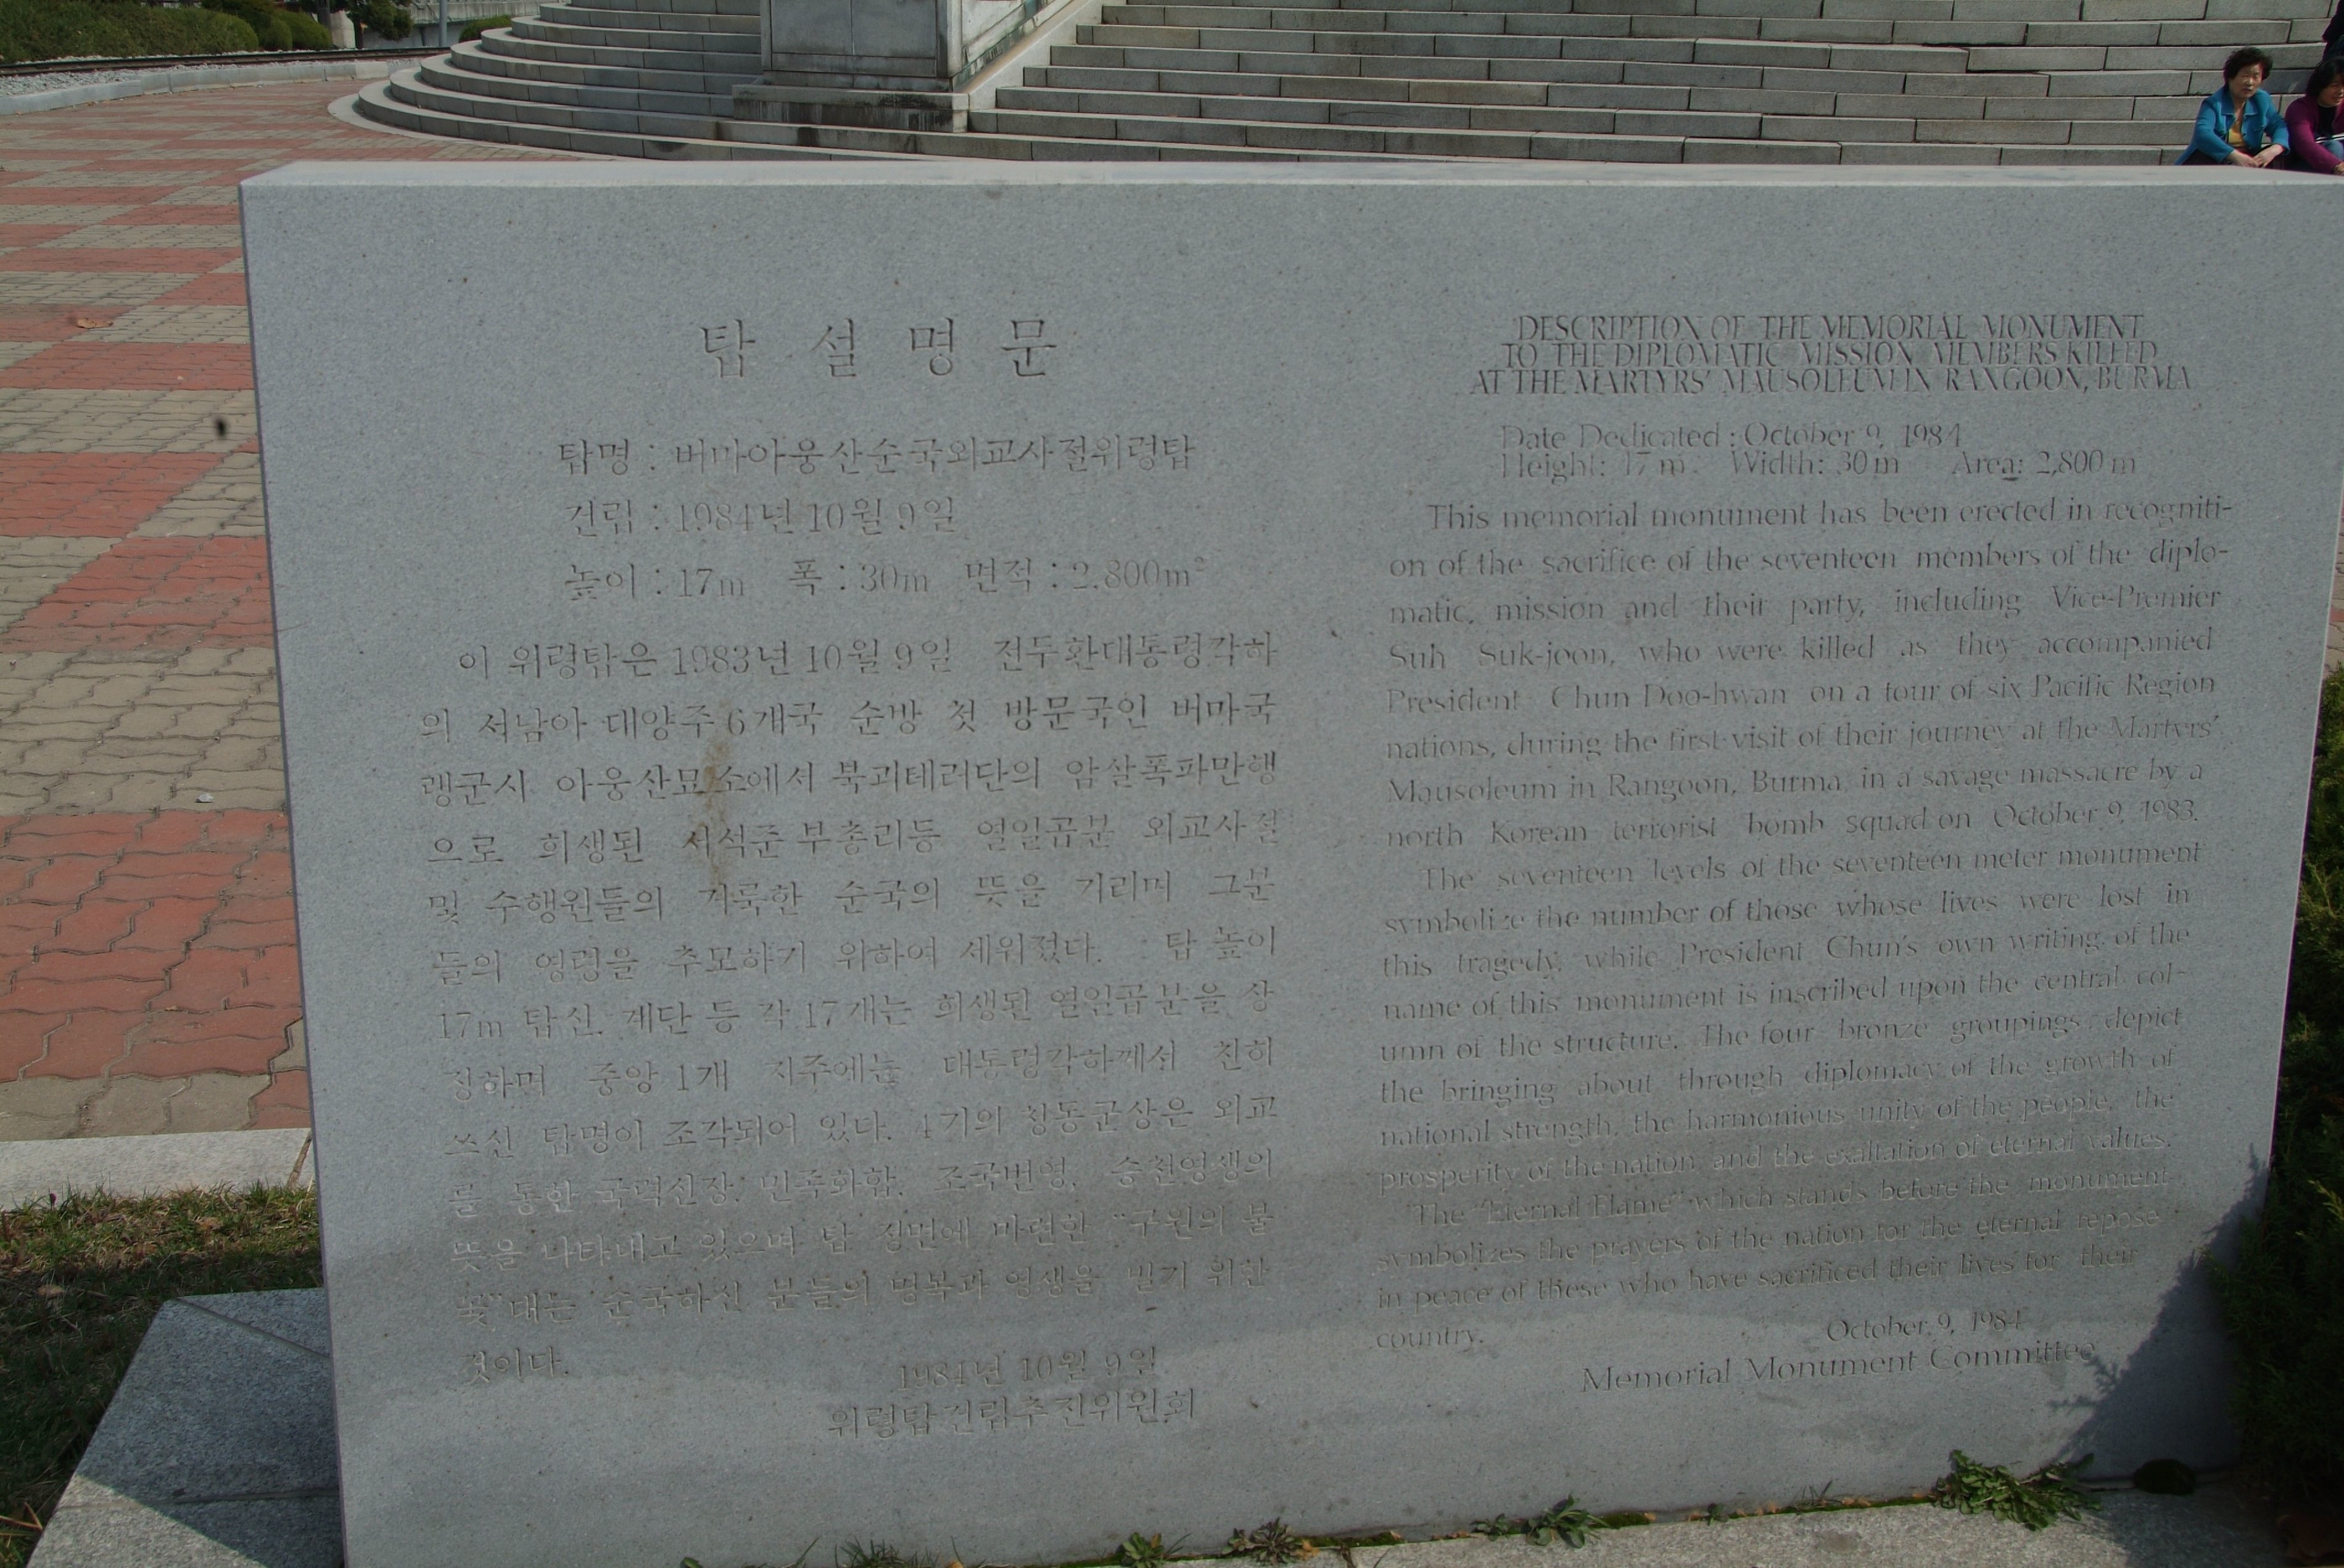 탑 설 명 문
탑명 : 버마아웅산순국외교사절위령탑
건립 : 1984년 10월 9일
높이 : 17m 폭 : 30m 면적 : 2,800m²
이 위령탑은 1983년 10월 9일 전두환대통령각하
의 서남아 대양주 6개국 순방 첫 방문국인 버마국
랭군시 아웅산묘소에서 북괴테러단의 암살폭파만행
으로 희생된 서석준 부총리등 열일곱분 외교사절
및 수행원들의 거룩한 순국의 뜻을 기리며 그분
들의 영령을 추모하기 위하여 세워졌다. 탑 높이
17m 탑신, 계단 등 각 17개는 희생된 열일곱분을 상
징하며 중앙 1개 지주에는 대통령각하께서 친히
쓰신 탑명이 조각되어 있다. 4기의 청동군상은 외교
를 통한 국력신장, 민족화합, 조국번영, 승천영생의
뜻을 나타내고 있으며 탑 정면에 마련한 "구원의 불
꽃"대는 순국하신 분들의 명복과 영생을 빌기 위한
것이다.
1984년 10월 9일
위령탑건립추진위원회
DESCRIPTION OF THE MEMORIAL MONUMENT
TO THE DIPLOMATIC MISSION MEMBERS KILLED
AT THE MARTYRS' MAUSOLEUM IN RANGOON, BURMA
Date Dedicated : October 9, 1984
Height: 17 m Width: 30 m Area: 2,800 m
This memorial monument has been erected in recogniti-
on of the sacrifice of the seventeen members of the diplo-
matic, mission and their party, including Vice-Premier
Suh Suk-joon, who were killed as they accompanied
President Chun Doo-hwan on a tour of six Pacific Region
nations, during the first visit of their journey at the Martyrs'
Mausoleum in Rangoon, Burma, in a savage massacre by a
north Korean terrorist bomb squad on October 9, 1983.
The seventeen levels of the seventeen meter monument
symbolize the number of those whose lives were lost in
this tragedy, while President Chun's own writing of the
name of this monument is inscribed upon the central col-
umn of the structure. The four bronze groupings depict
the bringing about through diplomacy of the growth of
national strength, the harmonious unity of the people, the
prosperity of the nation, and the exaltation of eternal values.
The "Eternal Flame" which stands before the monument
symbolizes the prayers of the nation for the eternal repose
in peace of these who have sacrificed their lives for their
country.
October 9, 1984
Memorial Monument Committee